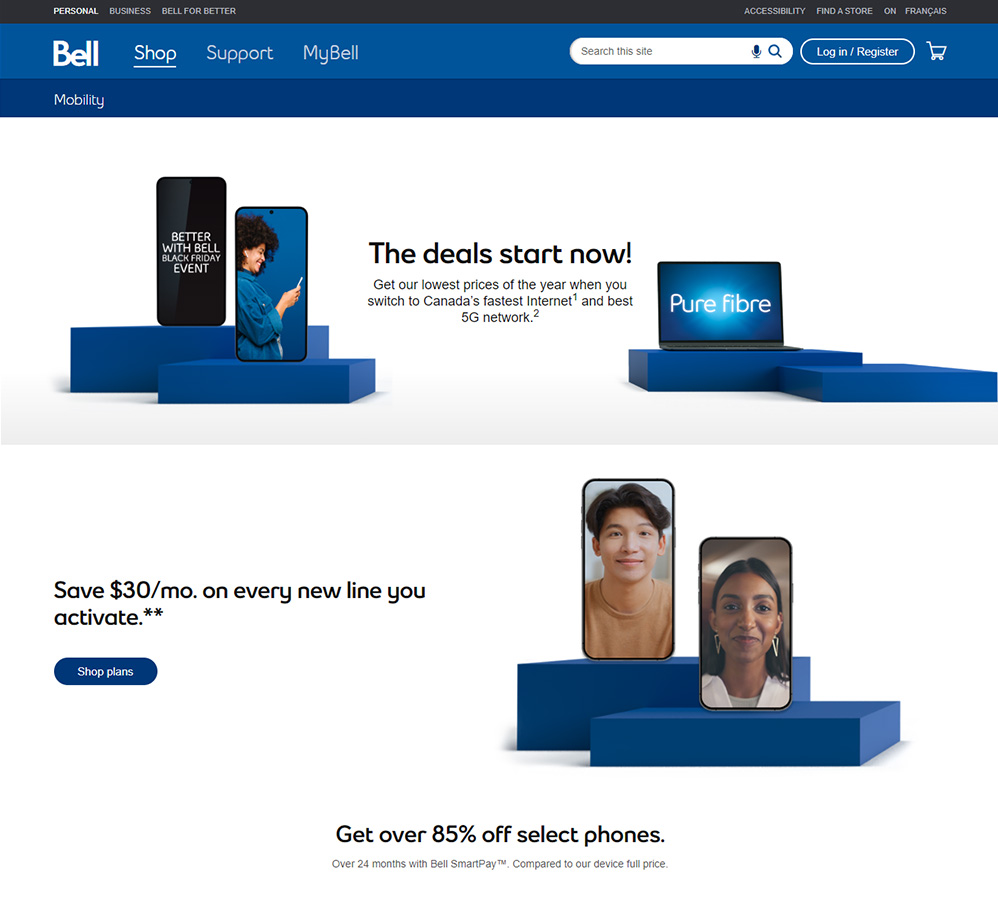 PERSONAL BUSINESS BELL FOR BETTER ACCESSIBILITY FIND A STORE ON FRANÇAIS
Bell Shop Support MyBell Search this site Log in / Register
Mobility
BETTER
WITH BELL
BLACK FRIDAY
EVENT
The deals start now!
Get our lowest prices of the year when you
switch to Canada's fastest Internet1 and best
5G network.2
Pure fibre
Save $30/mo. on every new line you
activate.**
Shop plans
Get over 85% off select phones.
Over 24 months with Bell SmartPay™. Compared to our device full price.